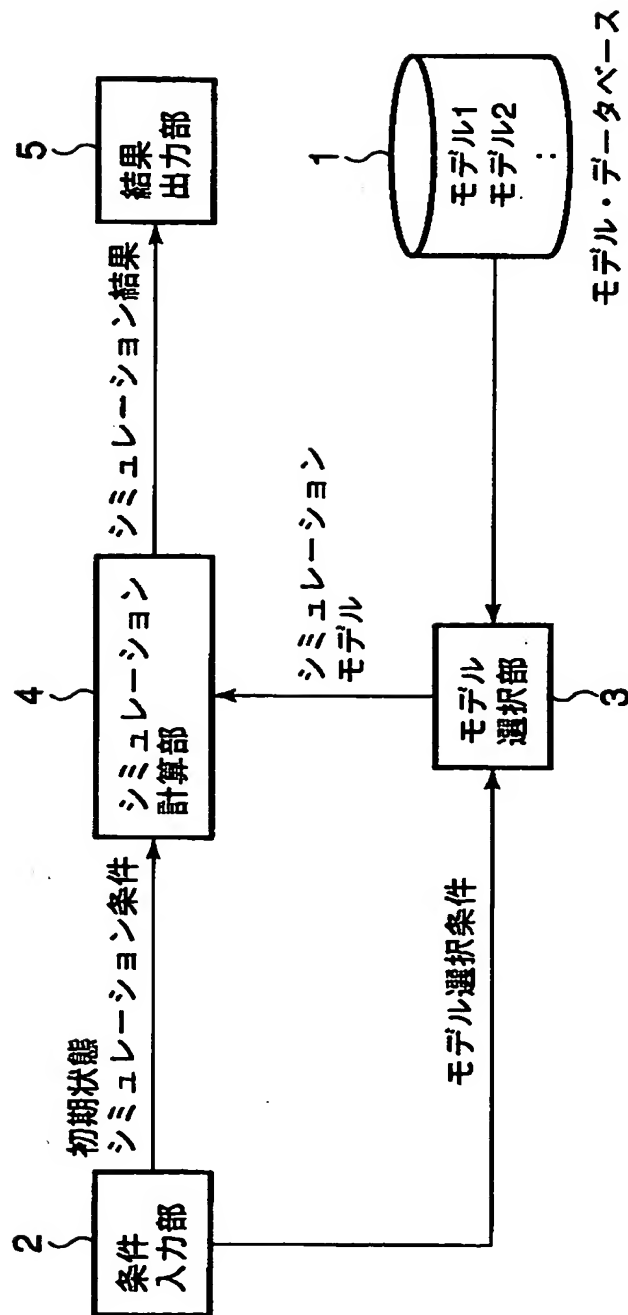 2
条件
入力部
初期状態
シミュレーション条件
4
シミュレーション
計算部
シミュレーション結果
5
結果
出力部
モデル選択条件
シミュレーション
モデル
モデル
選択部
3
1
モデル1
モデル2
:
モデル・データベース